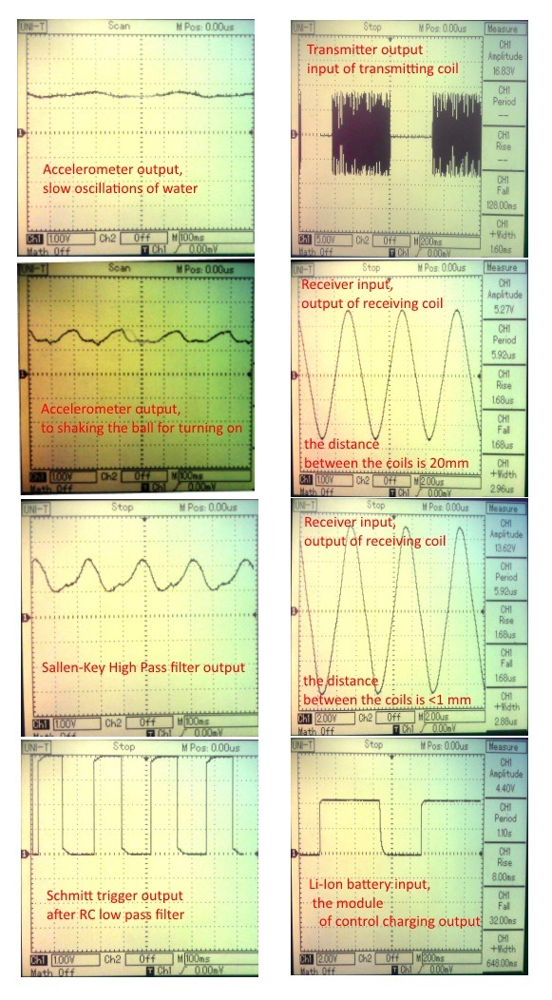 UNI-T Scan M Pos: 0.00us
Accelerometer output,
slow oscillations of water
Ch1 1.00V Ch2 Off M 100ms
Math Off T Ch1 0.00mV
UNI-T Scan M Pos: 0.00us
Accelerometer output,
to shaking the ball for turning on
Ch1 1.00V Ch2 Off M 100ms
Math Off T Ch1 0.00mV
UNI-T Stop M Pos: 0.00us
Sallen-Key High Pass filter output
Ch1 1.00V Ch2 Off M 100ms
Math Off T Ch1 0.00mV
UNI-T Stop M Pos: 0.00us
Schmitt trigger output
after RC low pass filter
Ch1 1.00V Ch2 Off M 100ms
Math Off T Ch1 0.00mV
UNI-T Stop M Pos: 0.00us Measure
Transmitter output
input of transmitting coil
CH1
Amplitude
16.83V
CH1
Period
--
CH1
Rise
--
CH1
Fall
128.00ms
CH1
+Width
1.60ms
Ch1 5.00V Ch2 Off M 200ms
Math Off T Ch1 0.00mV
UNI-T Stop M Pos: 0.00us Measure
Receiver input,
output of receiving coil
the distance
between the coils is 20mm
CH1
Amplitude
5.27V
CH1
Period
5.92us
CH1
Rise
1.68us
CH1
Fall
1.68us
CH1
+Width
2.96us
Ch1 1.00V Ch2 Off M 2.00us
Math Off T Ch1 0.00mV
UNI-T Stop M Pos: 0.00us Measure
Receiver input,
output of receiving coil
the distance
between the coils is <1 mm
CH1
Amplitude
13.62V
CH1
Period
5.92us
CH1
Rise
1.68us
CH1
Fall
1.68us
CH1
+Width
2.88us
Ch1 2.00V Ch2 Off M 2.00us
Math Off T Ch1 0.00mV
UNI-T Stop M Pos: 0.00us Measure
Li-Ion battery input,
the module
of control charging output
CH1
Amplitude
4.40V
CH1
Period
1.10s
CH1
Rise
8.00ms
CH1
Fall
32.00ms
CH1
+Width
648.00ms
Ch1 2.00V Ch2 Off M 200ms
Math Off T Ch1 0.00mV